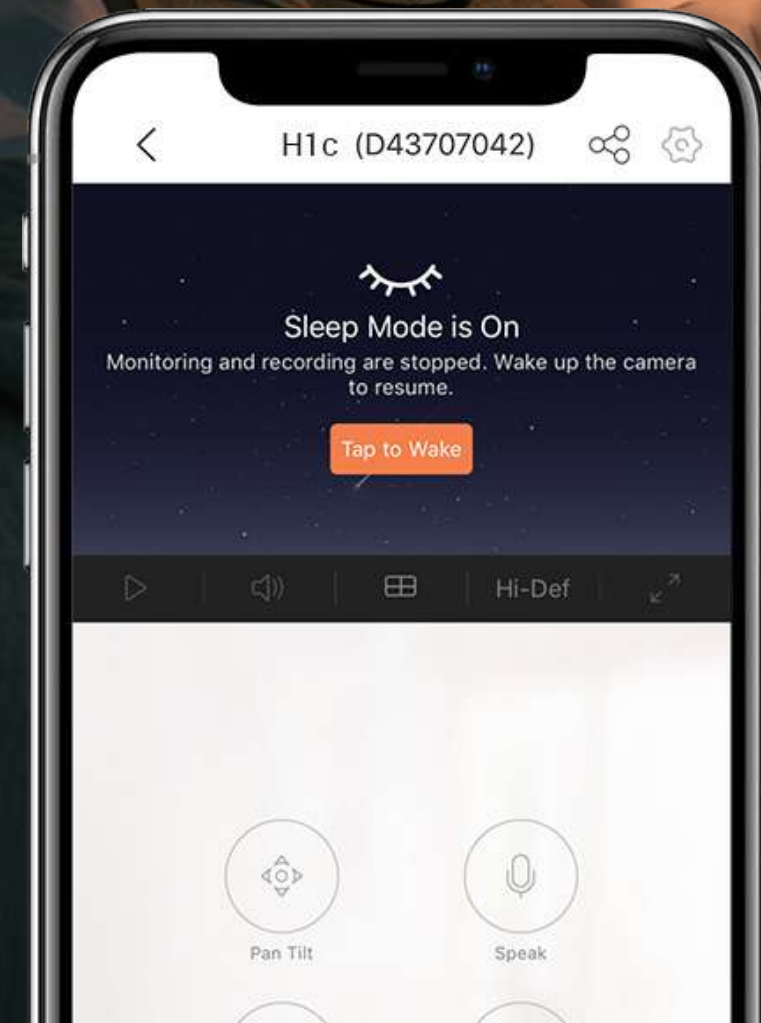 H1c (D43707042)
Sleep Mode is On
Monitoring and recording are stopped. Wake up the camera
to resume.
Tap to Wake
Hi-Def
Pan Tilt
Speak